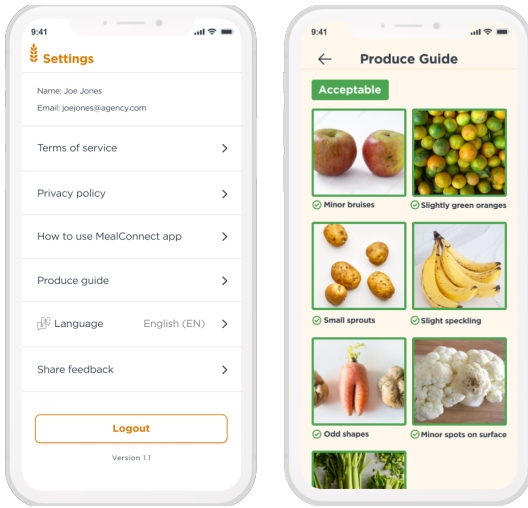 9:41
Settings
Name: Joe Jones
Email: joejones@agency.com
Terms of service
Privacy policy
How to use MealConnect app
Produce guide
Language English (EN)
Share feedback
Logout
Version 1.1
9:41
Produce Guide
Acceptable
Minor bruises
Slightly green oranges
Small sprouts
Slight speckling
Odd shapes
Minor spots on surface